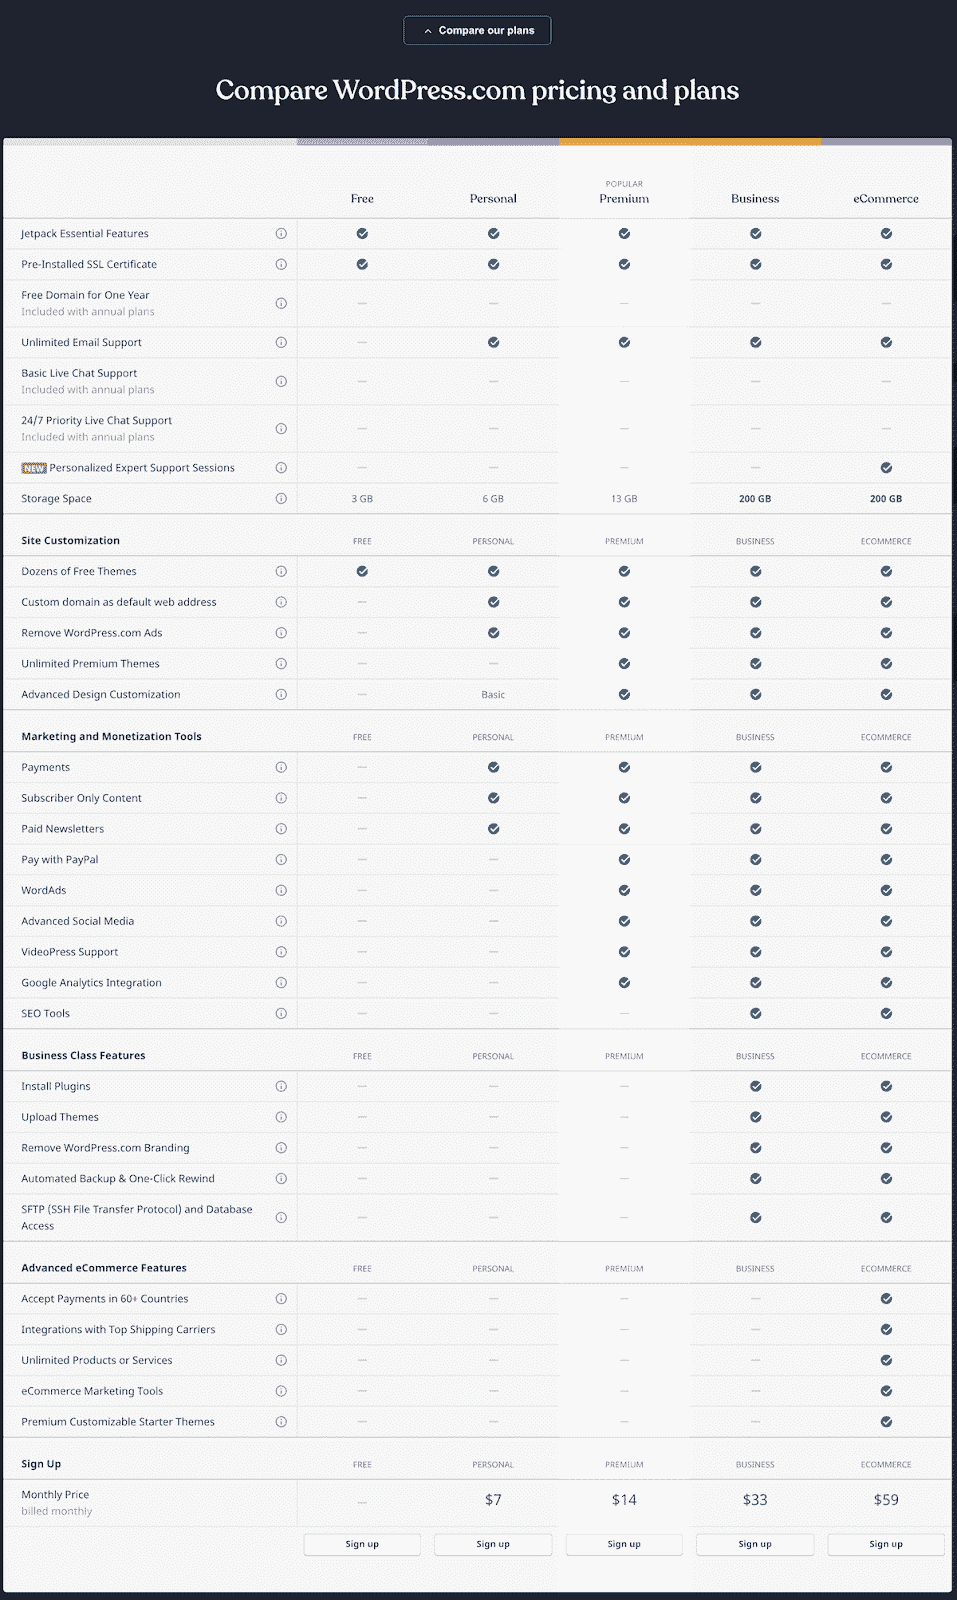 Compare our plans
Compare WordPress.com pricing and plans
POPULAR
Free Personal Premium Business eCommerce
Jetpack Essential Features
Pre-Installed SSL Certificate
Free Domain for One Year
Included with annual plans
Unlimited Email Support
Basic Live Chat Support
Included with annual plans
24/7 Priority Live Chat Support
Included with annual plans
NEW Personalized Expert Support Sessions
Storage Space 3 GB 6 GB 13 GB 200 GB 200 GB
Site Customization FREE PERSONAL PREMIUM BUSINESS ECOMMERCE
Dozens of Free Themes
Custom domain as default web address
Remove WordPress.com Ads
Unlimited Premium Themes
Advanced Design Customization Basic
Marketing and Monetization Tools FREE PERSONAL PREMIUM BUSINESS ECOMMERCE
Payments
Subscriber Only Content
Paid Newsletters
Pay with PayPal
WordAds
Advanced Social Media
VideoPress Support
Google Analytics Integration
SEO Tools
Business Class Features FREE PERSONAL PREMIUM BUSINESS ECOMMERCE
Install Plugins
Upload Themes
Remove WordPress.com Branding
Automated Backup & One-Click Rewind
SFTP (SSH File Transfer Protocol) and Database
Access
Advanced eCommerce Features FREE PERSONAL PREMIUM BUSINESS ECOMMERCE
Accept Payments in 60+ Countries
Integrations with Top Shipping Carriers
Unlimited Products or Services
eCommerce Marketing Tools
Premium Customizable Starter Themes
Sign Up FREE PERSONAL PREMIUM BUSINESS ECOMMERCE
Monthly Price
billed monthly
$7 $14 $33 $59
Sign up Sign up Sign up Sign up Sign up